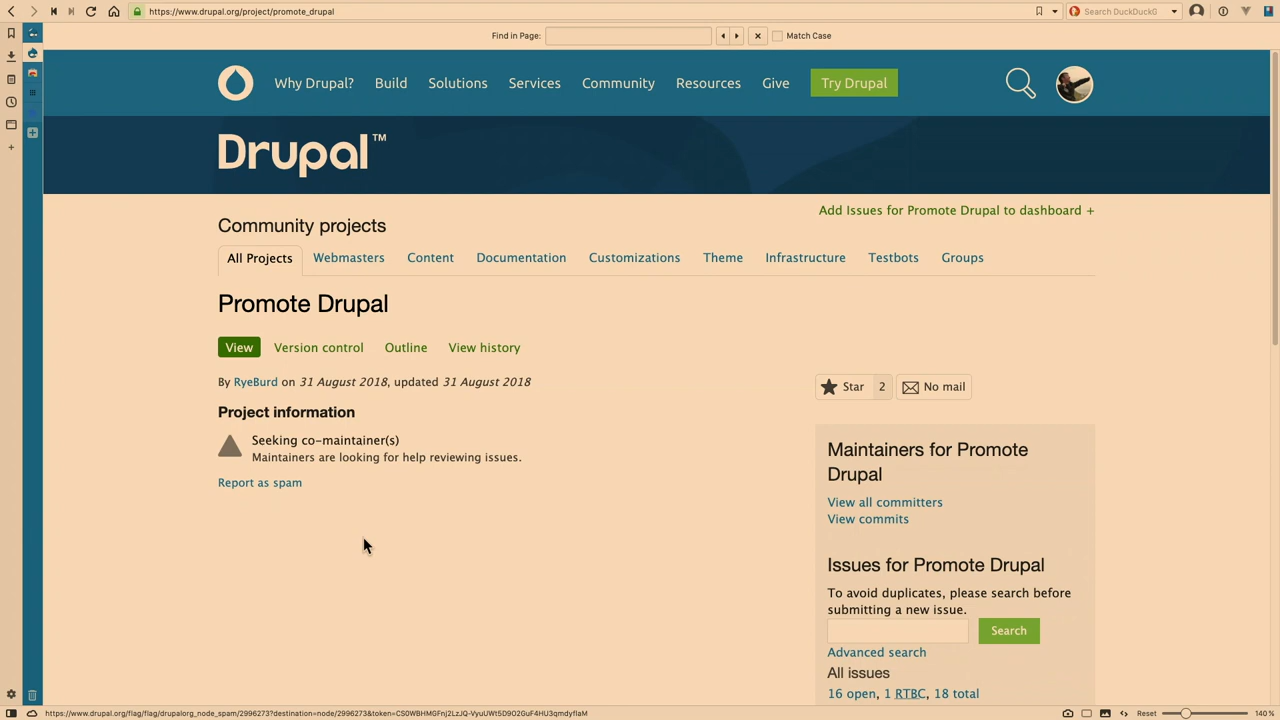 https://www.drupal.org/project/promote_drupal
Search DuckDuckG
Find in Page:
Match Case
Why Drupal?
Build
Solutions
Services
Community
Resources
Give
Try Drupal
Drupal™
Add Issues for Promote Drupal to dashboard +
Community projects
All Projects
Webmasters
Content
Documentation
Customizations
Theme
Infrastructure
Testbots
Groups
Promote Drupal
View
Version control
Outline
View history
By RyeBurd on 31 August 2018, updated 31 August 2018
Star 2
No mail
Project information
Seeking co-maintainer(s)
Maintainers are looking for help reviewing issues.
Report as spam
Maintainers for Promote
Drupal
View all committers
View commits
Issues for Promote Drupal
To avoid duplicates, please search before
submitting a new issue.
Search
Advanced search
All issues
16 open, 1 RTBC, 18 total
Reset
140 %